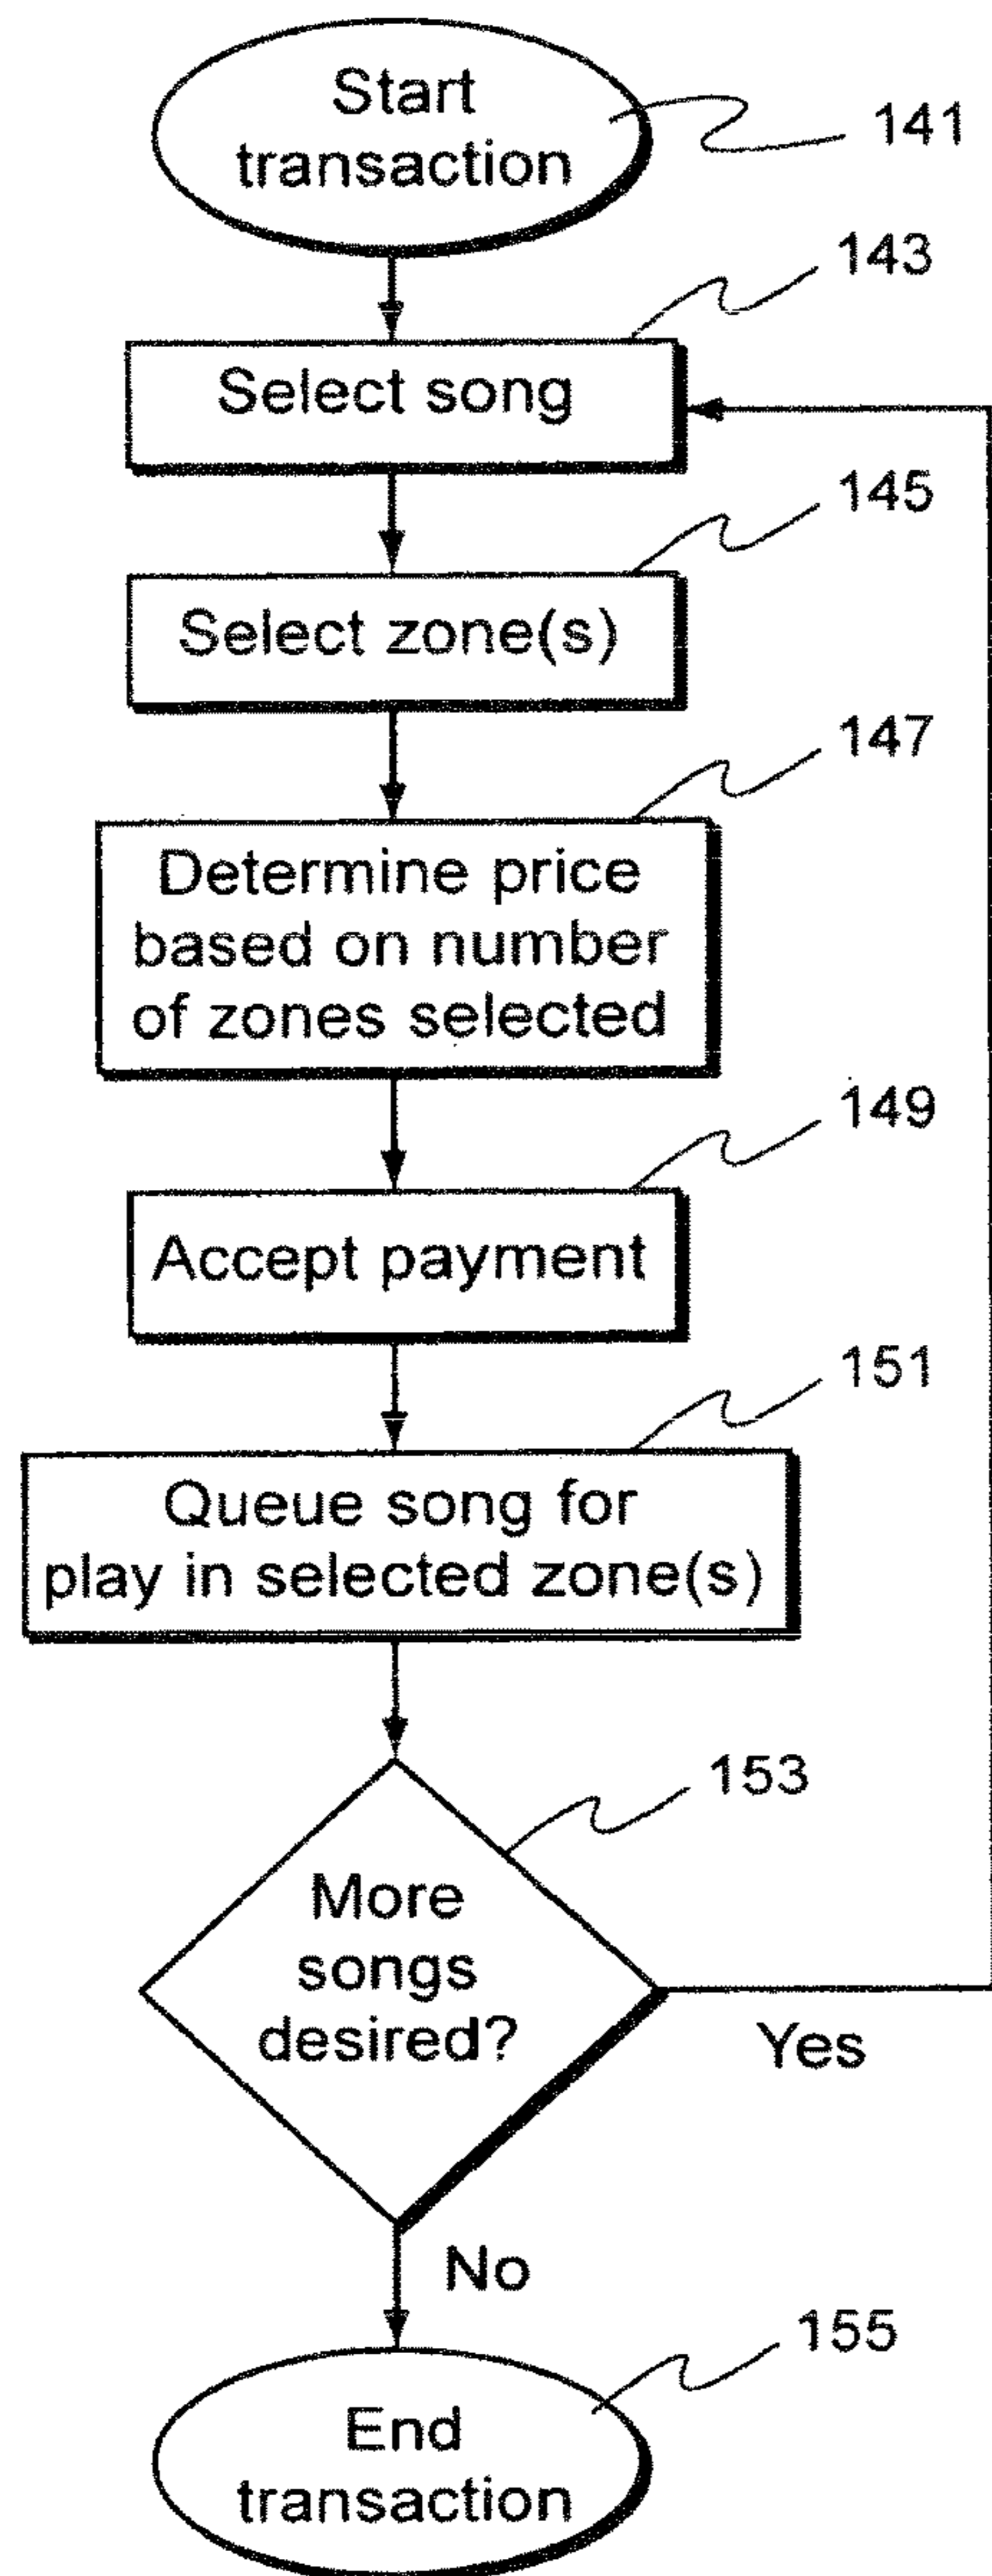 Start
transaction
141
143
Select song
145
Select zone(s)
147
Determine price
based on number
of zones selected
149
Accept payment
151
Queue song for
play in selected zone(s)
153
More
songs
desired?
Yes
No
155
End
transaction